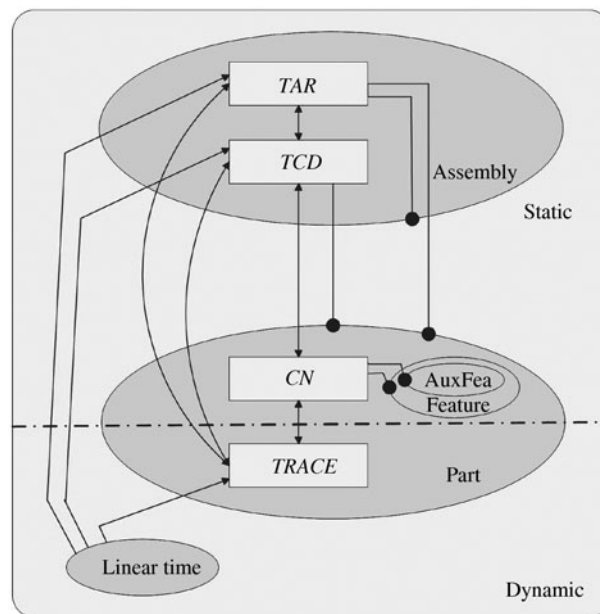 TAR
TCD
Assembly
Static
CN
AuxFea
Feature
TRACE
Part
Linear time
Dynamic